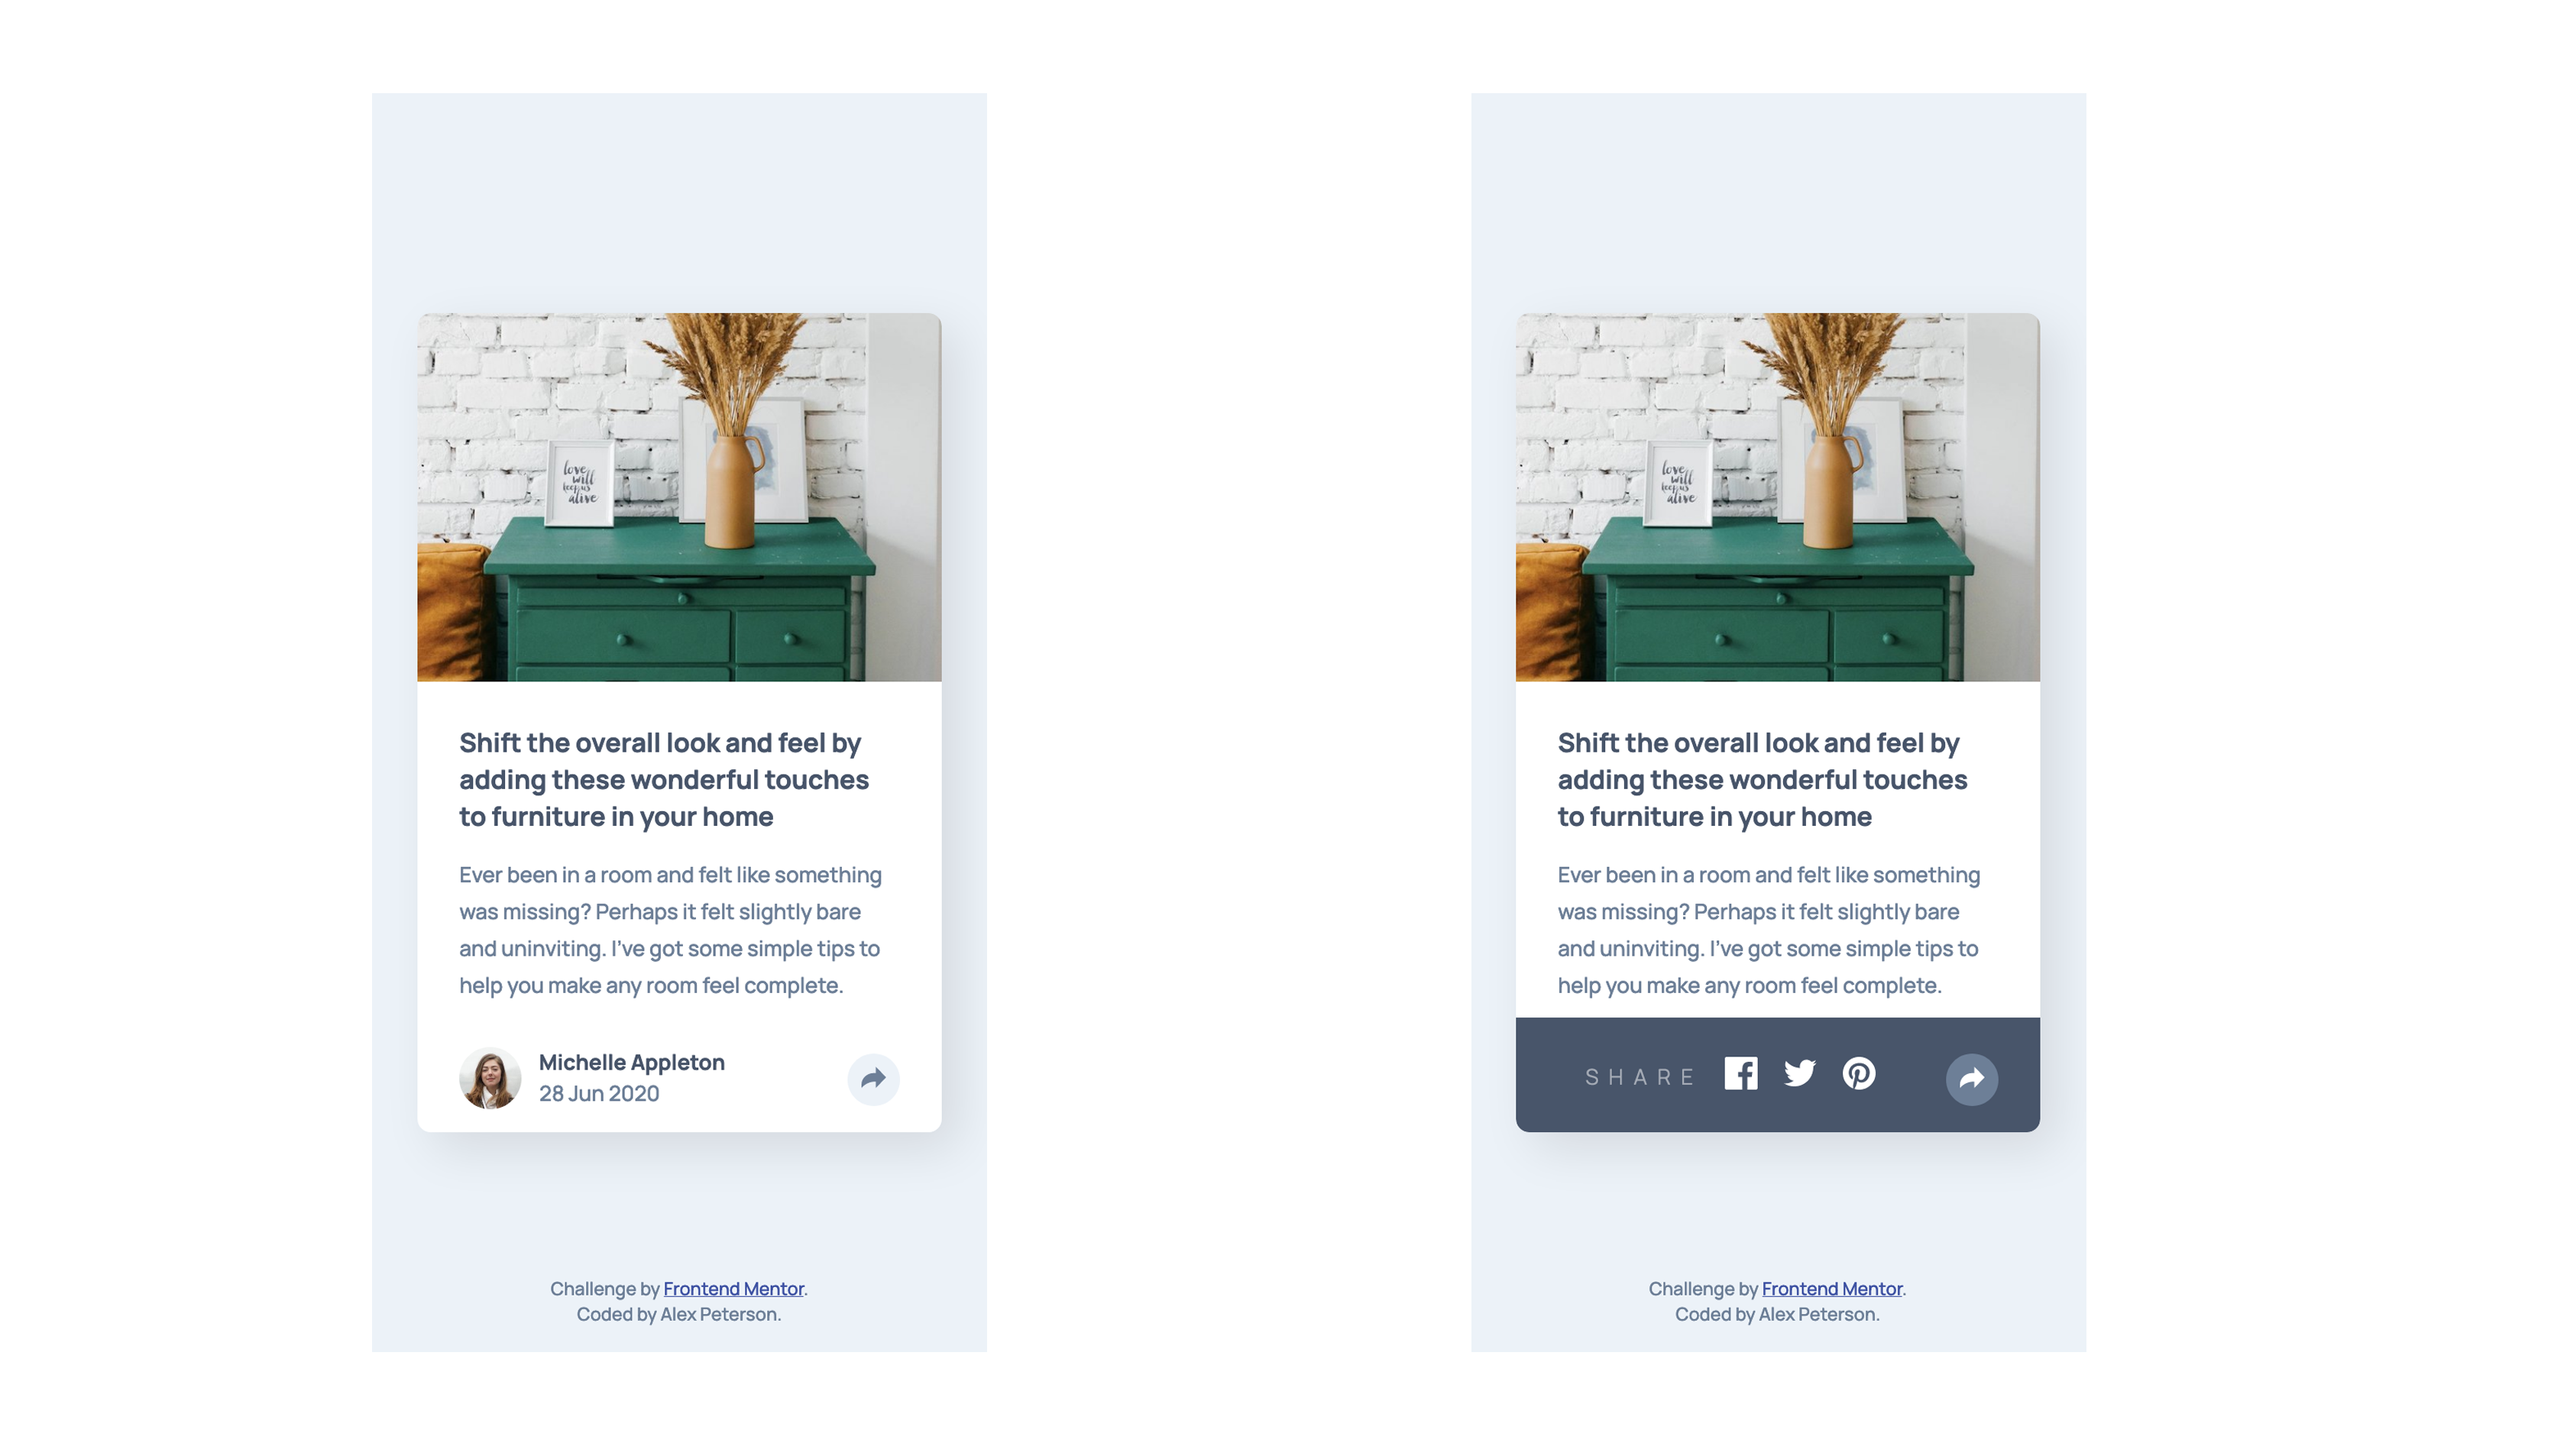 love
will
keep us
alive
Shift the overall look and feel by
adding these wonderful touches
to furniture in your home
Ever been in a room and felt like something
was missing? Perhaps it felt slightly bare
and uninviting. I’ve got some simple tips to
help you make any room feel complete.
Michelle Appleton
28 Jun 2020
Challenge by Frontend Mentor.
Coded by Alex Peterson.
love
will
keep us
alive
Shift the overall look and feel by
adding these wonderful touches
to furniture in your home
Ever been in a room and felt like something
was missing? Perhaps it felt slightly bare
and uninviting. I’ve got some simple tips to
help you make any room feel complete.
SHARE
Challenge by Frontend Mentor.
Coded by Alex Peterson.